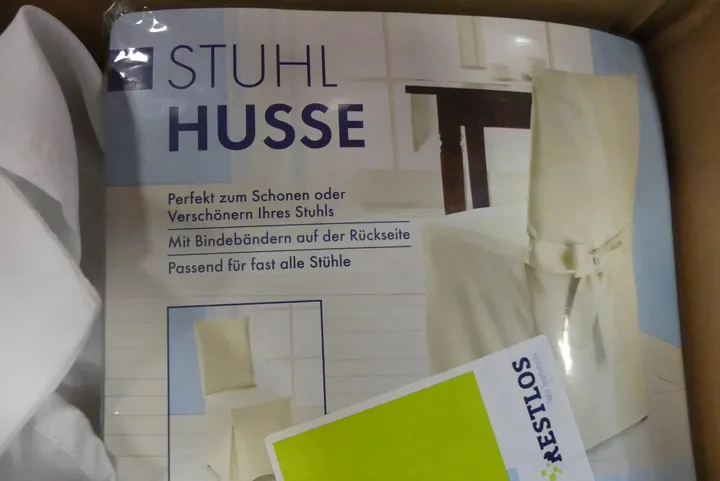 STUHL
HUSSE
Perfekt zum Schonen oder
Verschönern Ihres Stuhls
Mit Bindebändern auf der Rückseite
Passend für fast alle Stühle
RESTLOS